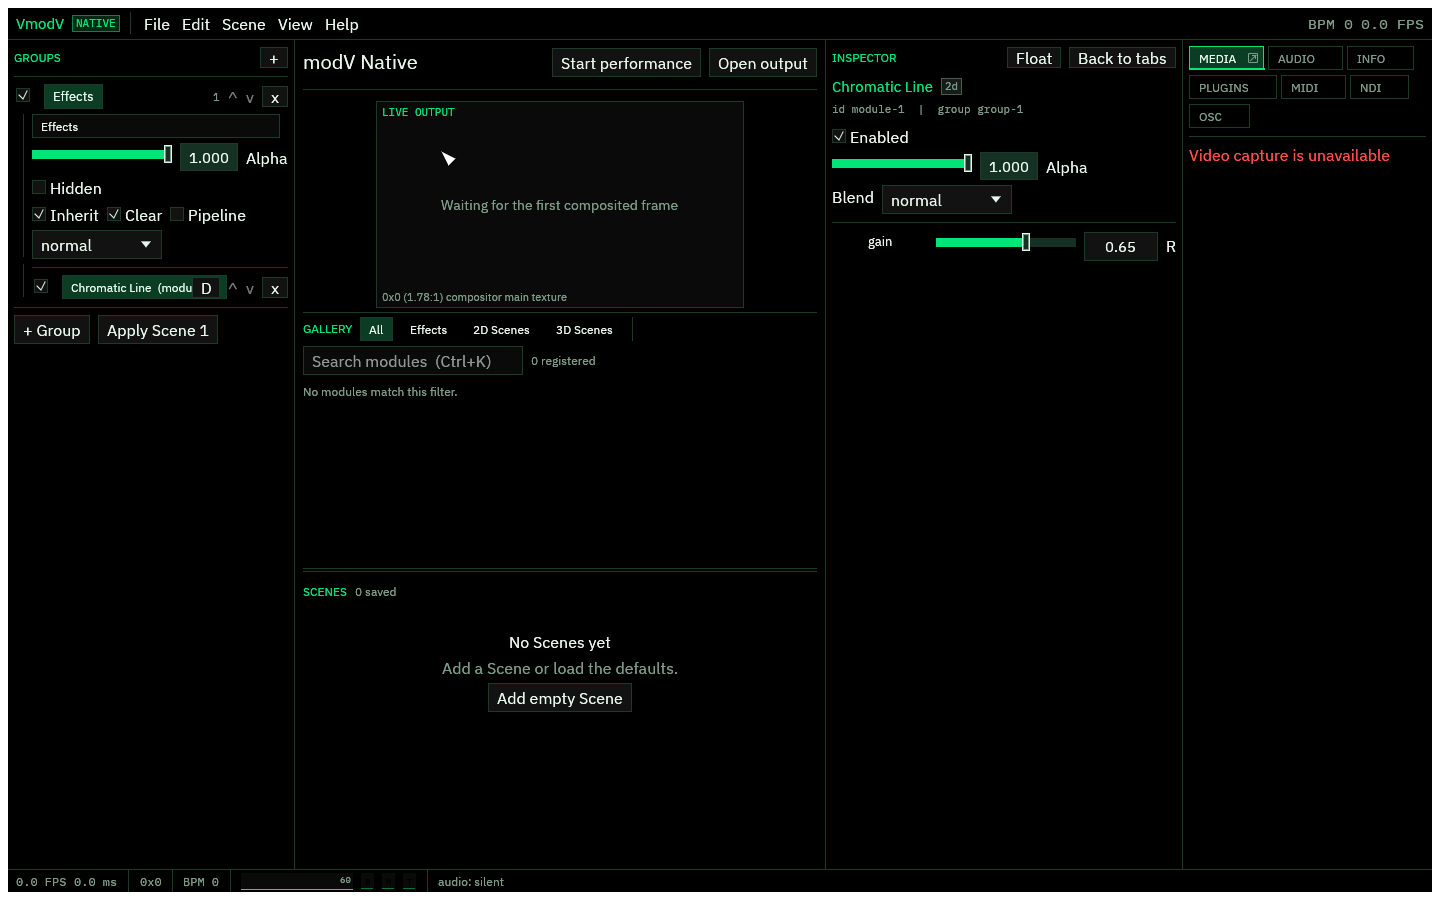 VmodV NATIVE File Edit Scene View Help BPM 0 0.0 FPS
GROUPS +
Effects 1 ^ v x
Effects
1.000 Alpha
Hidden
Inherit Clear Pipeline
normal
Chromatic Line (modu D ^ v x
+ Group Apply Scene 1
modV Native Start performance Open output
LIVE OUTPUT
Waiting for the first composited frame
0x0 (1.78:1) compositor main texture
GALLERY All Effects 2D Scenes 3D Scenes
Search modules (Ctrl+K) 0 registered
No modules match this filter.
SCENES 0 saved
No Scenes yet
Add a Scene or load the defaults.
Add empty Scene
INSPECTOR Float Back to tabs
Chromatic Line 2d
id module-1 | group group-1
Enabled
1.000 Alpha
Blend normal
gain 0.65 R
MEDIA AUDIO INFO
PLUGINS MIDI NDI
OSC
Video capture is unavailable
0.0 FPS 0.0 ms 0x0 BPM 0 60 audio: silent